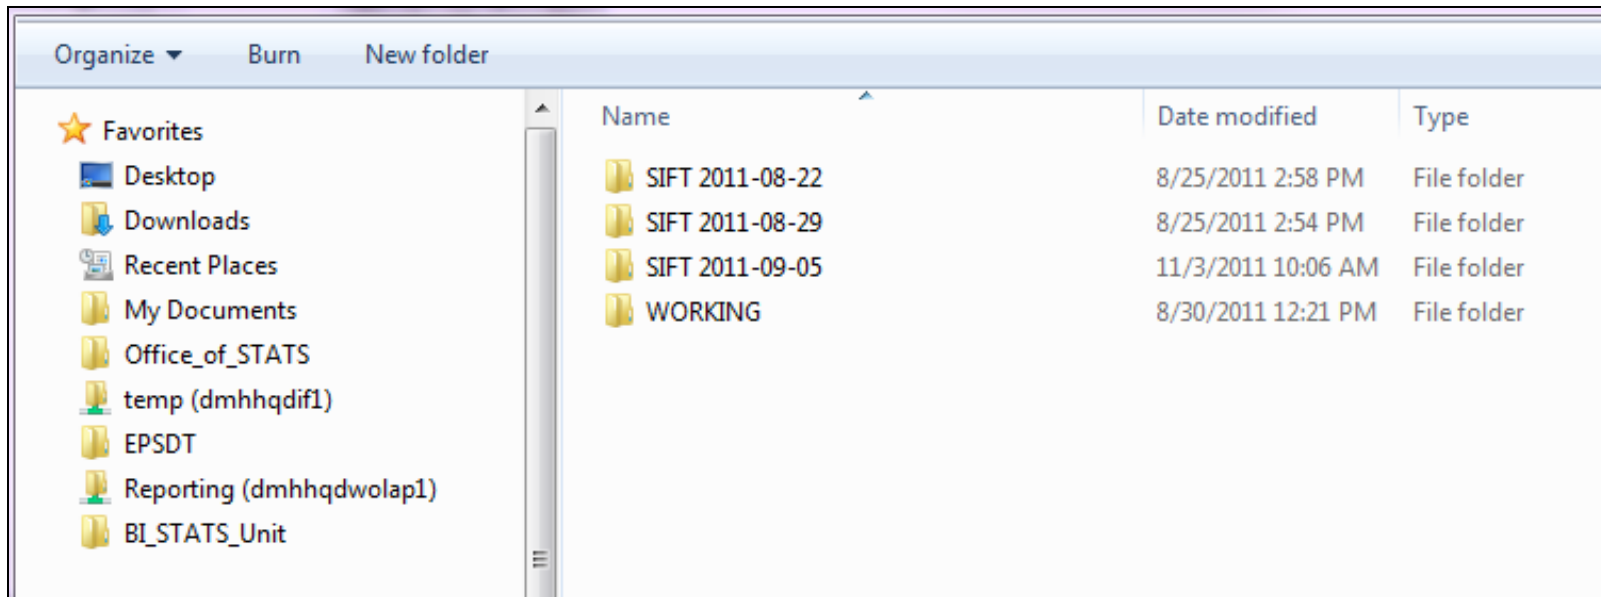 Organize Burn New folder
Favorites
Desktop
Downloads
Recent Places
My Documents
Office_of_STATS
temp (dmhhqdif1)
EPSDT
Reporting (dmhhqdwolap1)
BI_STATS_Unit
Name Date modified Type
SIFT 2011-08-22 8/25/2011 2:58 PM File folder
SIFT 2011-08-29 8/25/2011 2:54 PM File folder
SIFT 2011-09-05 11/3/2011 10:06 AM File folder
WORKING 8/30/2011 12:21 PM File folder